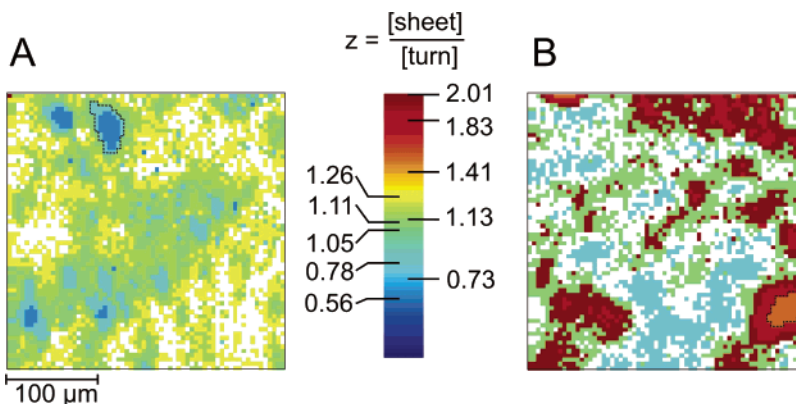 A
z = [sheet]
[turn]
B
2.01
1.83
1.41
1.26
1.11
1.13
1.05
0.78
0.73
0.56
100 µm